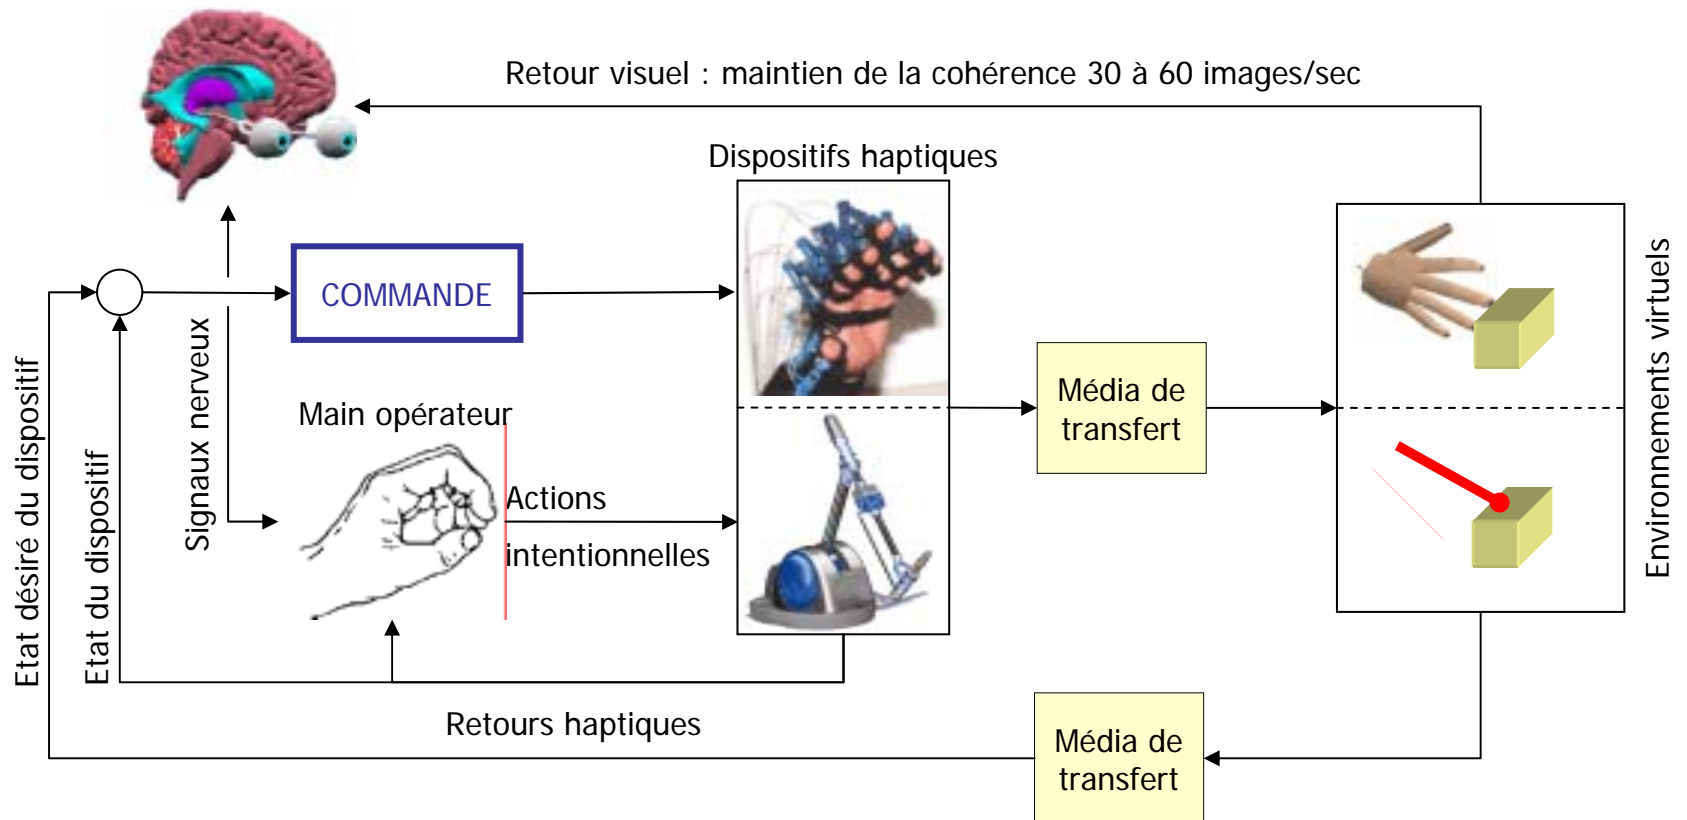 Retour visuel : maintien de la cohérence 30 à 60 images/sec
Dispositifs haptiques
COMMANDE
Signaux nerveux
Main opérateur
Actions
intentionnelles
Média de
transfert
Environnements virtuels
Etat désiré du dispositif
Etat du dispositif
Retours haptiques
Média de
transfert